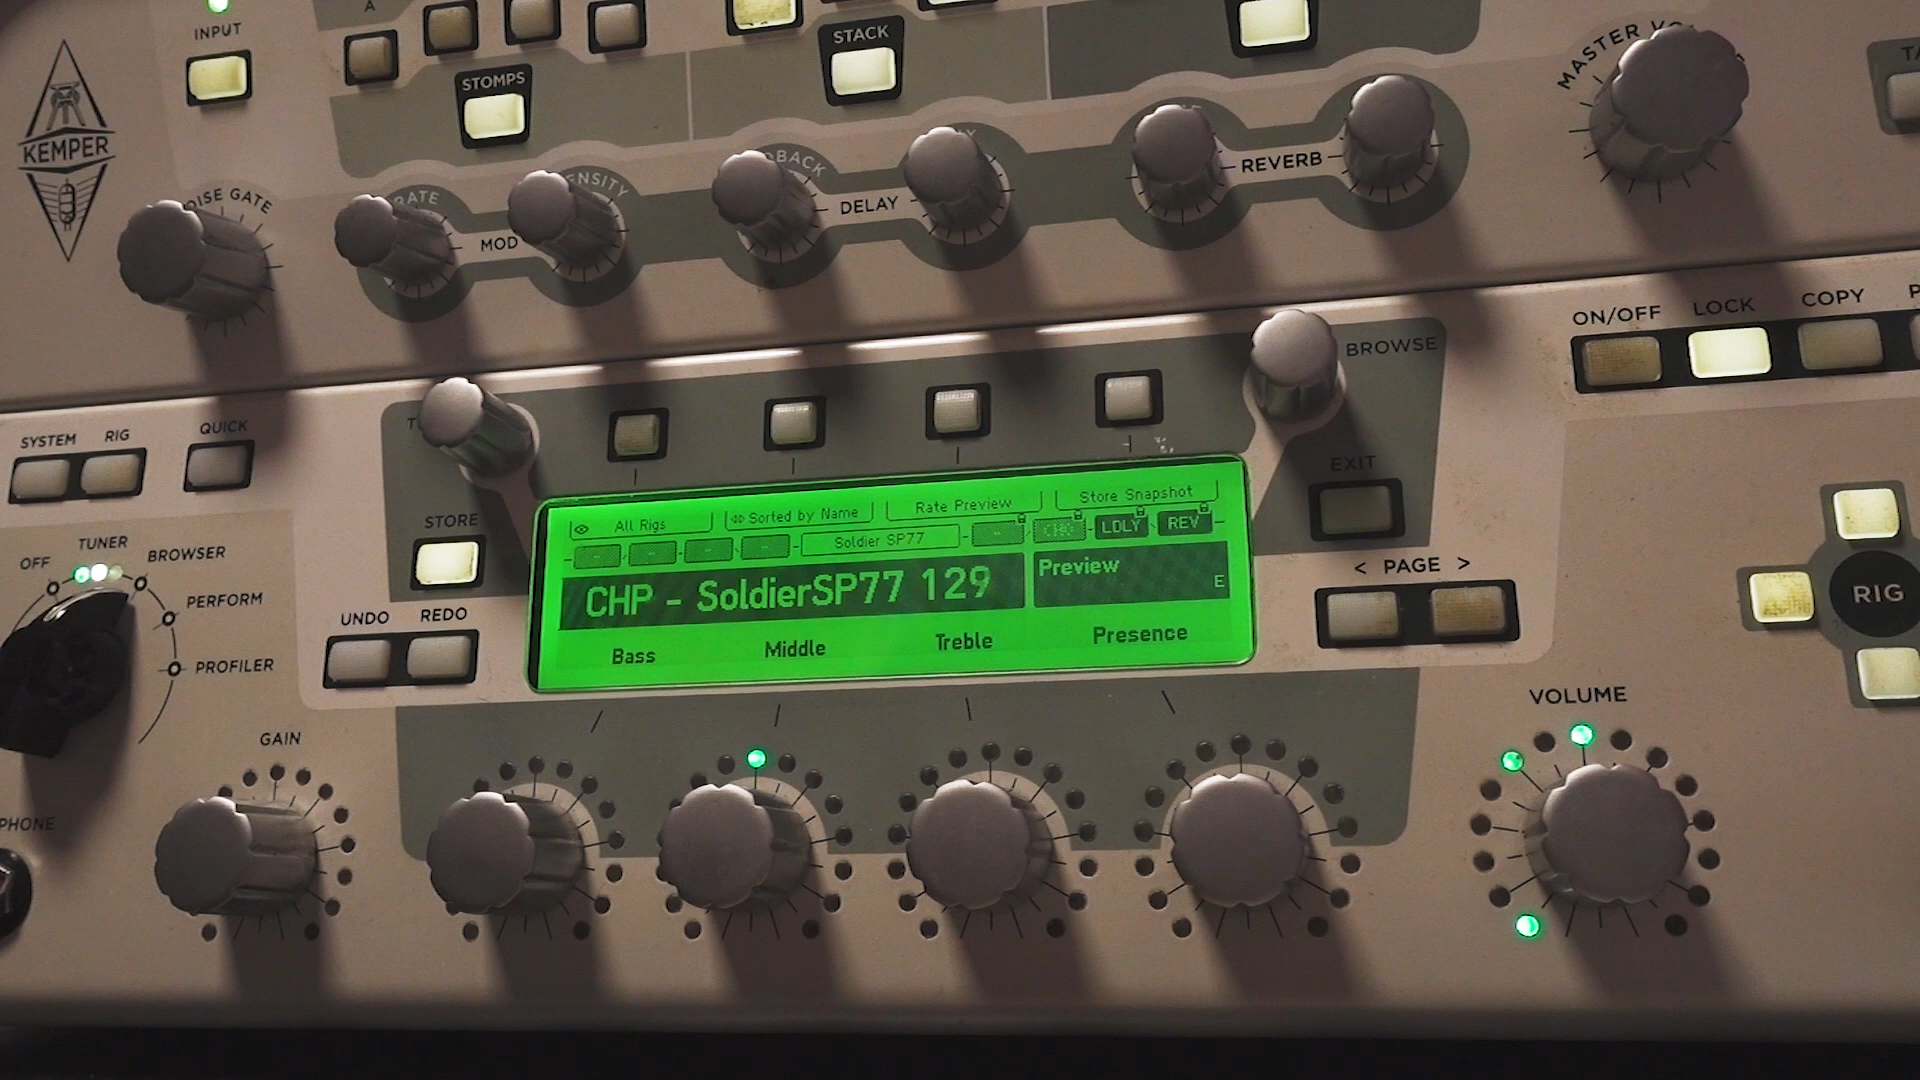 INPUT
A
STOMPS
STACK
KEMPER
RATE
MOD
DELAY
REVERB
MASTER
ON/OFF
LOCK
COPY
BROWSE
SYSTEM
RIG
QUICK
EXIT
STORE
All Rigs
Sorted by Name
Rate Preview
Store Snapshot
Soldier SP77
LDLY
REV
CHP - SoldierSP77 129
Preview
E
Bass
Middle
Treble
Presence
OFF
TUNER
BROWSER
PERFORM
PROFILER
UNDO
REDO
< PAGE >
RIG
GAIN
VOLUME